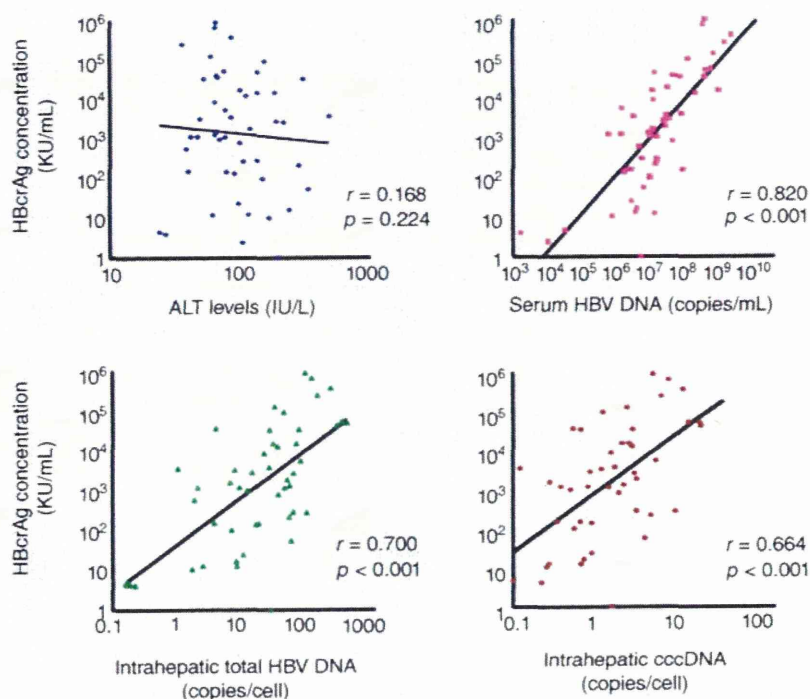 HBcrAg concentration
(KU/mL)
10⁶
10⁵
10⁴
10³
10²
10
1
10
100
1000
ALT levels (IU/L)
r = 0.168
p = 0.224
10⁶
10⁵
10⁴
10³
10²
10
1
10³ 10⁴ 10⁵ 10⁶ 10⁷ 10⁸ 10⁹ 10¹⁰
Serum HBV DNA (copies/mL)
r = 0.820
p < 0.001
HBcrAg concentration
(KU/mL)
10⁶
10⁵
10⁴
10³
10²
10
1
0.1 1 10 100 1000
Intrahepatic total HBV DNA
(copies/cell)
r = 0.700
p < 0.001
10⁶
10⁵
10⁴
10³
10²
10
1
0.1 1 10 100
Intrahepatic cccDNA
(copies/cell)
r = 0.664
p < 0.001